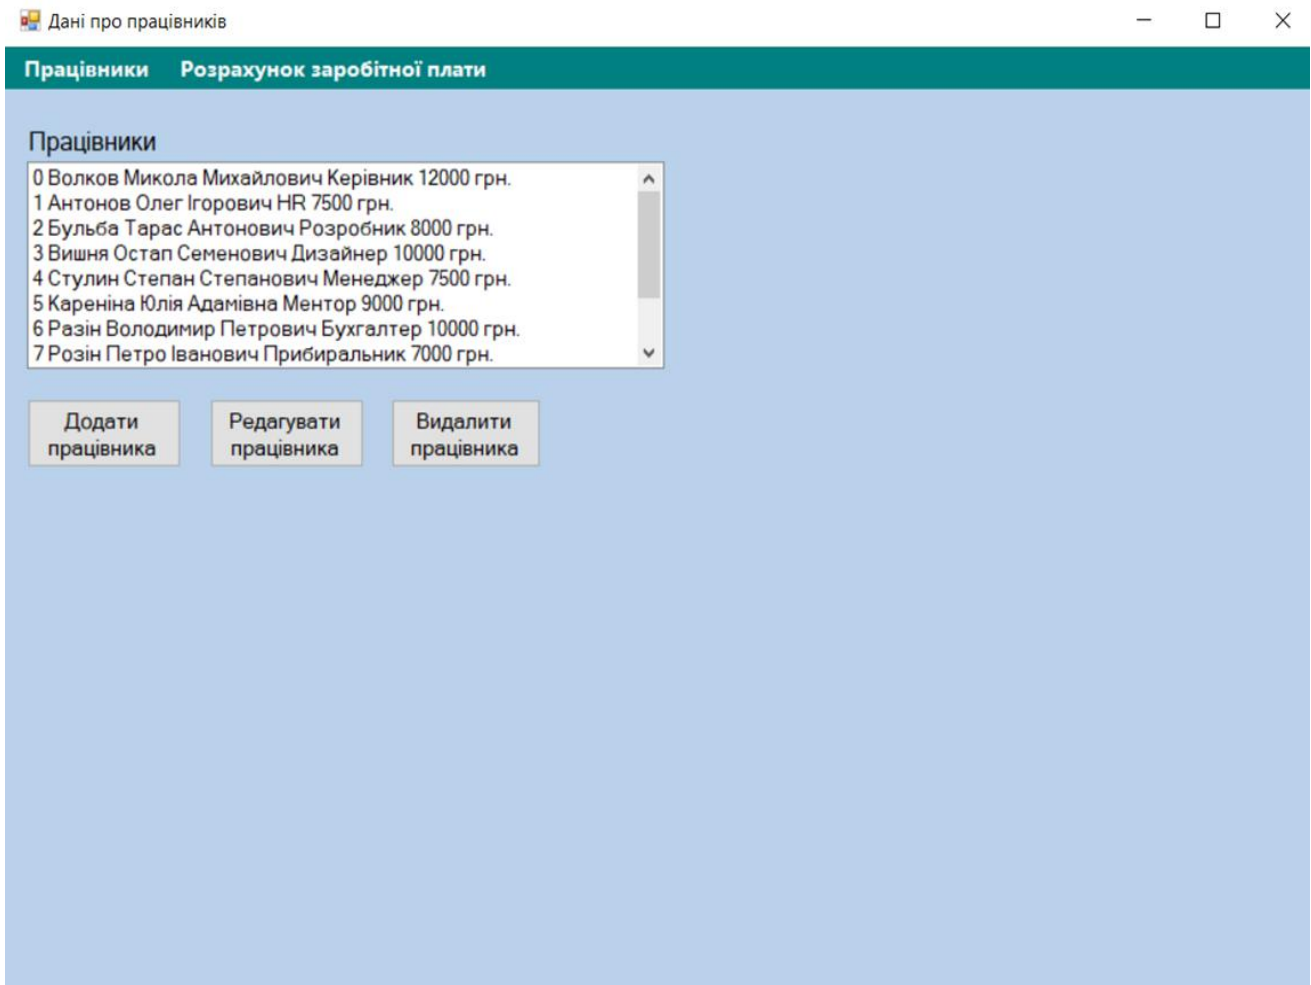 Дані про працівників
Працівники Розрахунок заробітної плати
Працівники
0 Волков Микола Михайлович Керівник 12000 грн.
1 Антонов Олег Ігорович HR 7500 грн.
2 Бульба Тарас Антонович Розробник 8000 грн.
3 Вишня Остап Семенович Дизайнер 10000 грн.
4 Стулин Степан Степанович Менеджер 7500 грн.
5 Кареніна Юлія Адамівна Ментор 9000 грн.
6 Разін Володимир Петрович Бухгалтер 10000 грн.
7 Розін Петро Іванович Прибиральник 7000 грн.
Додати
працівника
Редагувати
працівника
Видалити
працівника